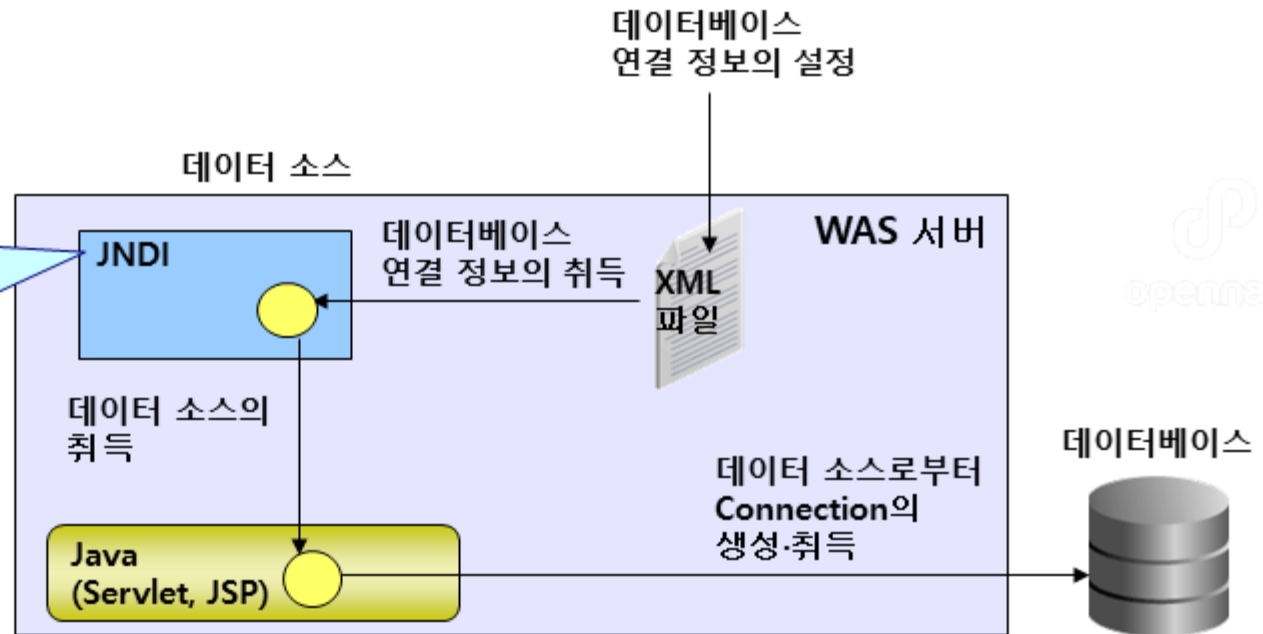 데이터베이스
연결 정보의 설정
데이터 소스
WAS 서버
JNDI
데이터베이스
연결 정보의 취득
XML
파일
openna
데이터 소스의
취득
데이터 소스로부터
Connection의
생성·취득
데이터베이스
Java
(Servlet, JSP)